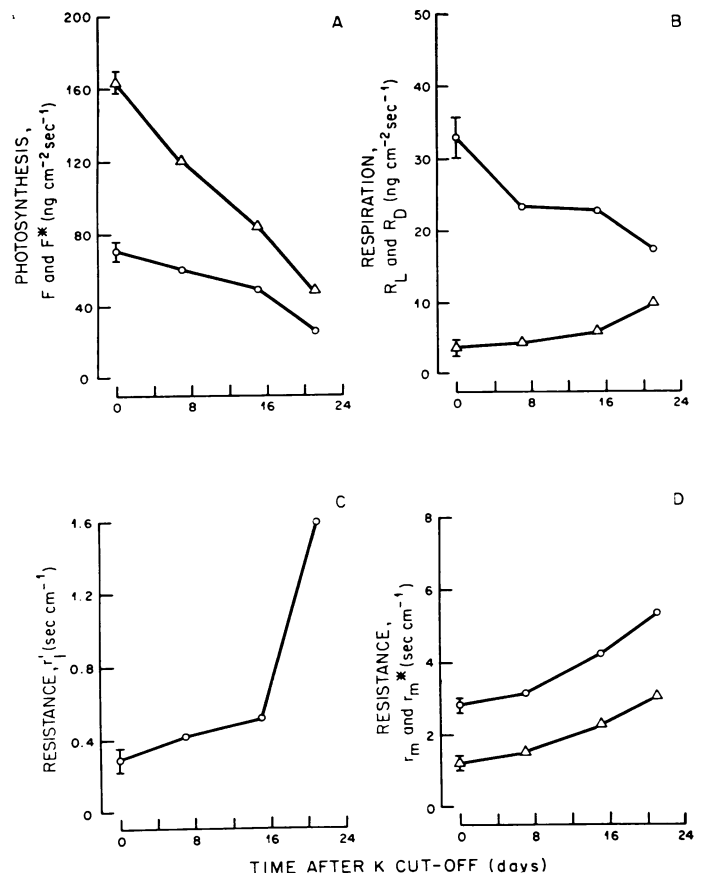 A
PHOTOSYNTHESIS,
F and F* (ng cm⁻² sec⁻¹)
200
160
120
80
40
0
0 8 16 24
B
RESPIRATION,
R_L and R_D (ng cm⁻² sec⁻¹)
50
40
30
20
10
0
0 8 16 24
C
RESISTANCE, r_i' (sec cm⁻¹)
1.6
1.2
0.8
0.4
0
0 8 16 24
D
RESISTANCE,
r_m and r_m* (sec cm⁻¹)
8
6
4
2
0
0 8 16 24
TIME AFTER K CUT-OFF (days)